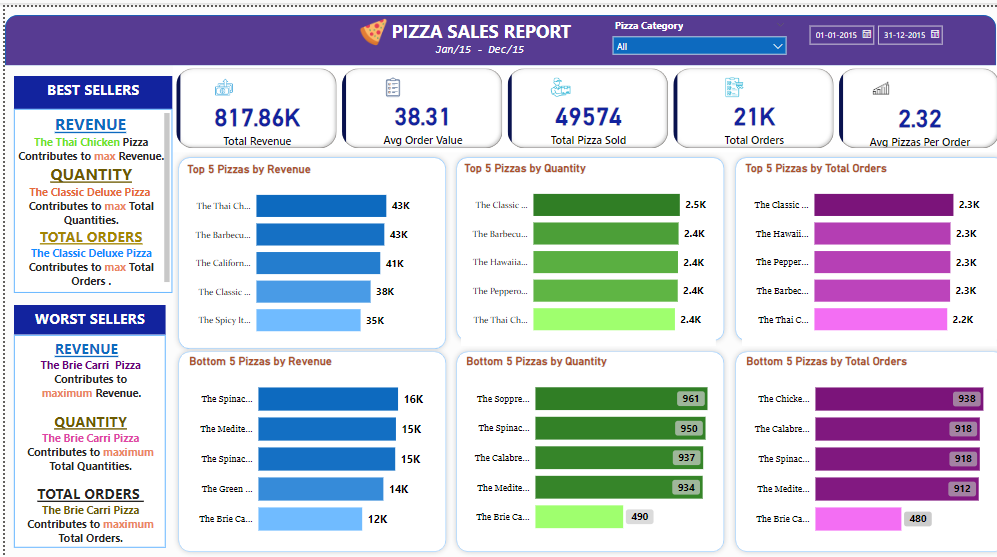 PIZZA SALES REPORT
Jan/15 - Dec/15
Pizza Category
All
01-01-2015
31-12-2015
BEST SELLERS
REVENUE
The Thai Chicken Pizza
Contributes to max Revenue.
QUANTITY
The Classic Deluxe Pizza
Contributes to max Total
Quantities.
TOTAL ORDERS
The Classic Deluxe Pizza
Contributes to max Total
Orders .
WORST SELLERS
REVENUE
The Brie Carri Pizza
Contributes to
maximum Revenue.
QUANTITY
The Brie Carri Pizza
Contributes to maximum
Total Quantities.
TOTAL ORDERS
The Brie Carri Pizza
Contributes to maximum
Total Orders.
817.86K
Total Revenue
38.31
Avg Order Value
49574
Total Pizza Sold
21K
Total Orders
2.32
Avg Pizzas Per Order
Top 5 Pizzas by Revenue
The Thai Ch... 43K
The Barbecu... 43K
The Californ... 41K
The Classic ... 38K
The Spicy It... 35K
Top 5 Pizzas by Quantity
The Classic ... 2.5K
The Barbecu... 2.4K
The Hawaiia... 2.4K
The Peppero... 2.4K
The Thai Ch... 2.4K
Top 5 Pizzas by Total Orders
The Classic ... 2.3K
The Hawaii... 2.3K
The Pepper... 2.3K
The Barbec... 2.3K
The Thai C... 2.2K
Bottom 5 Pizzas by Revenue
The Spinac... 16K
The Medite... 15K
The Spinac... 15K
The Green ... 14K
The Brie Ca... 12K
Bottom 5 Pizzas by Quantity
The Soppre... 961
The Spinac... 950
The Calabre... 937
The Medite... 934
The Brie Ca... 490
Bottom 5 Pizzas by Total Orders
The Chicke... 938
The Calabre... 918
The Spinac... 918
The Medite... 912
The Brie Ca... 480